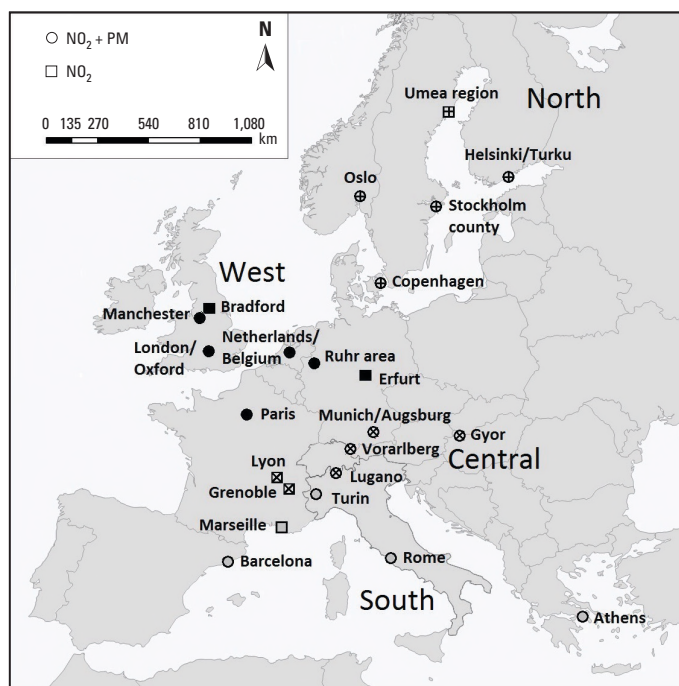 NO₂ + PM
NO₂
N
0 135 270 540 810 1,080
km
Umea region
North
Helsinki/Turku
Oslo
Stockholm
county
West
Copenhagen
Bradford
Manchester
Netherlands/
Belgium
London/
Oxford
Ruhr area
Erfurt
Paris
Munich/Augsburg
Gyor
Vorarlberg
Central
Lyon
Lugano
Grenoble
Turin
Marseille
Barcelona
Rome
South
Athens